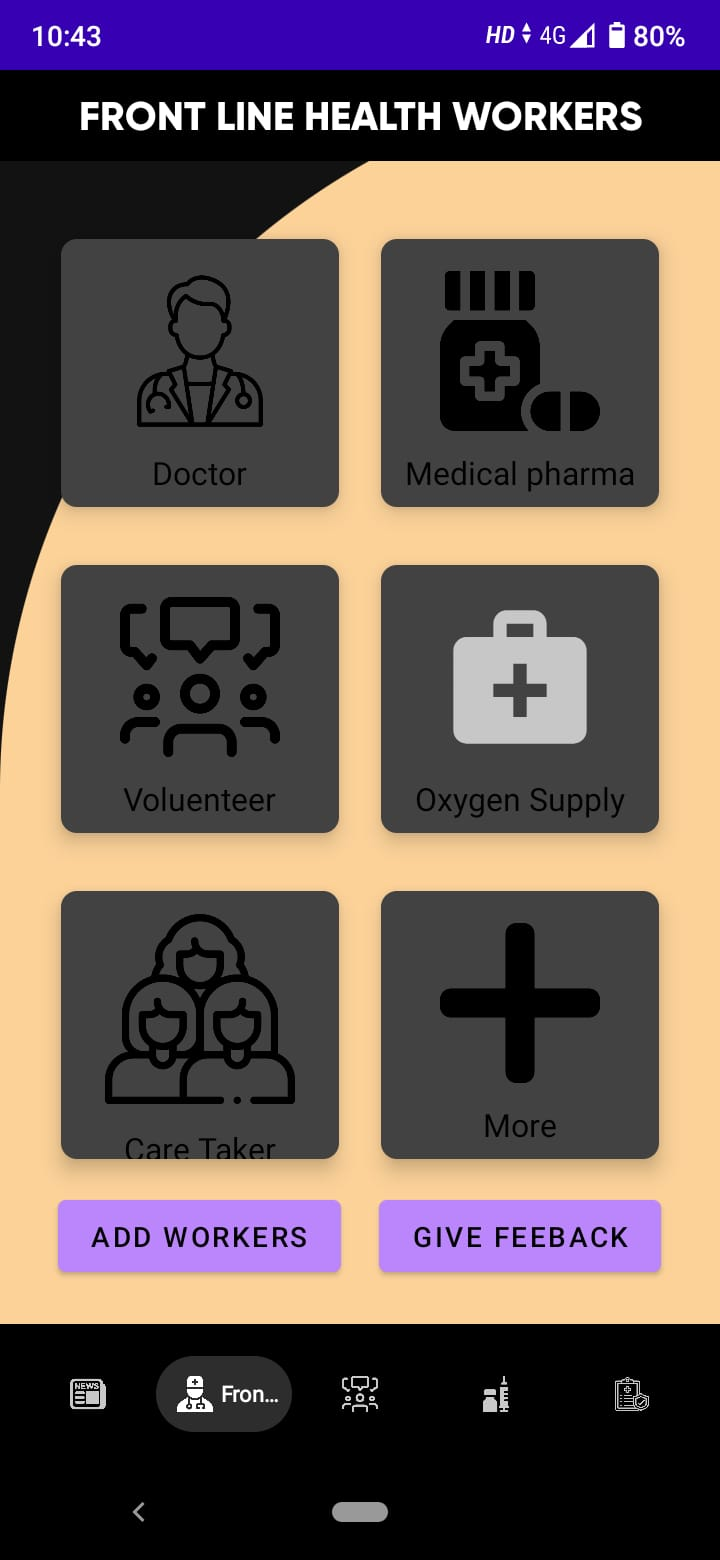 10:43 HD 4G 80%
FRONT LINE HEALTH WORKERS
Doctor Medical pharma
Voluenteer Oxygen Supply
Care Taker More
ADD WORKERS GIVE FEEBACK
NEWS Fron...